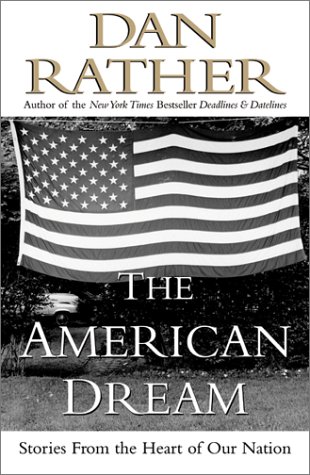 DAN
RATHER
Author of the New York Times Bestseller Deadlines & Datelines
THE
AMERICAN
DREAM
Stories From the Heart of Our Nation